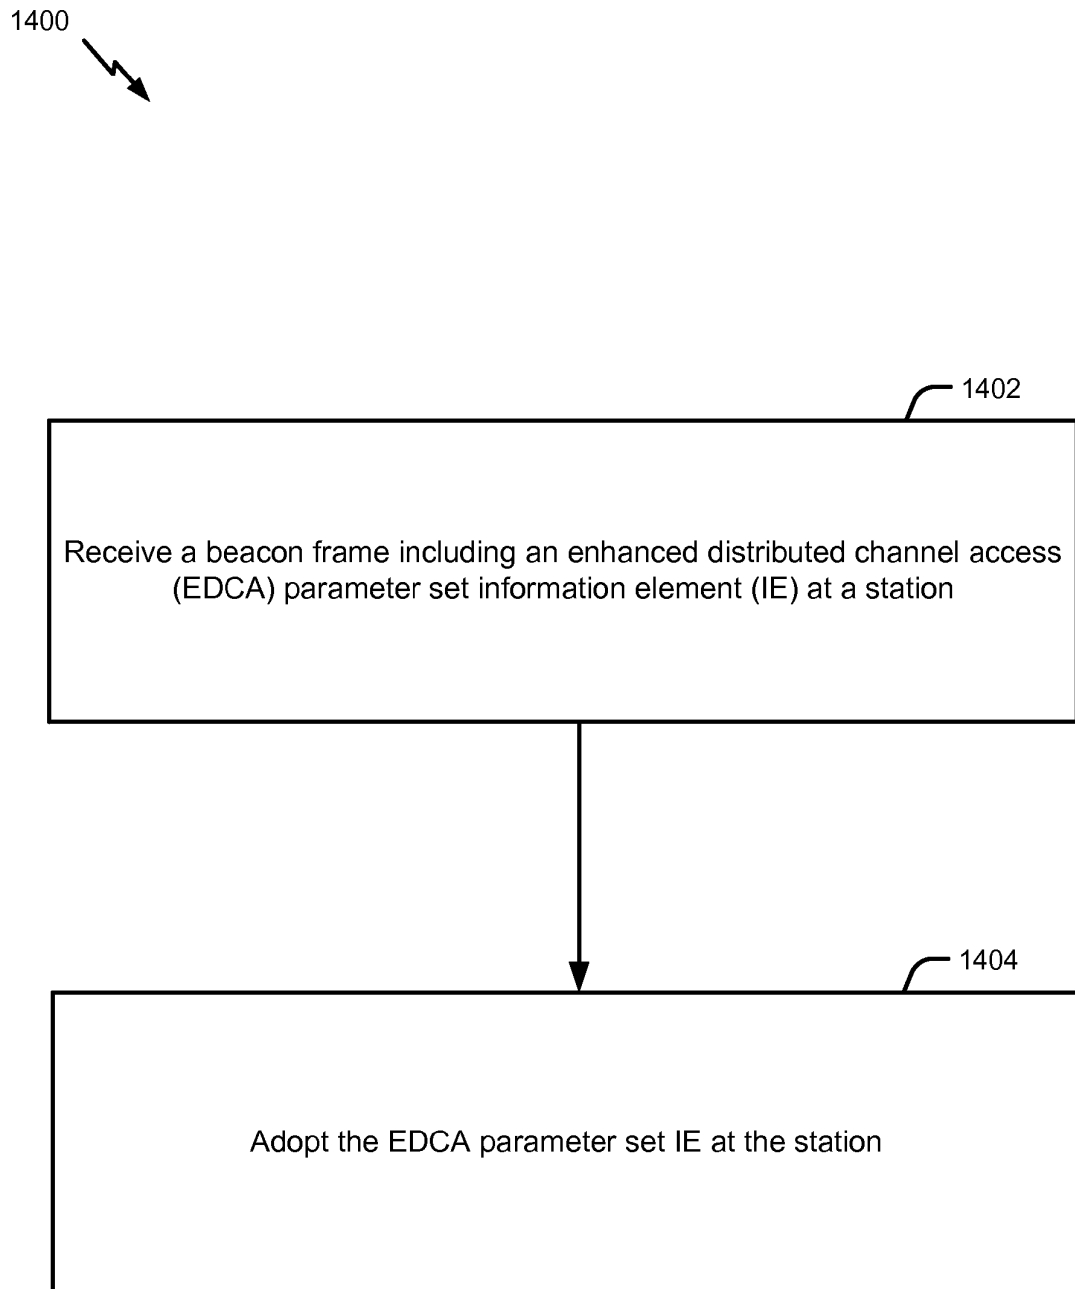 1400
1402
Receive a beacon frame including an enhanced distributed channel access
(EDCA) parameter set information element (IE) at a station
1404
Adopt the EDCA parameter set IE at the station